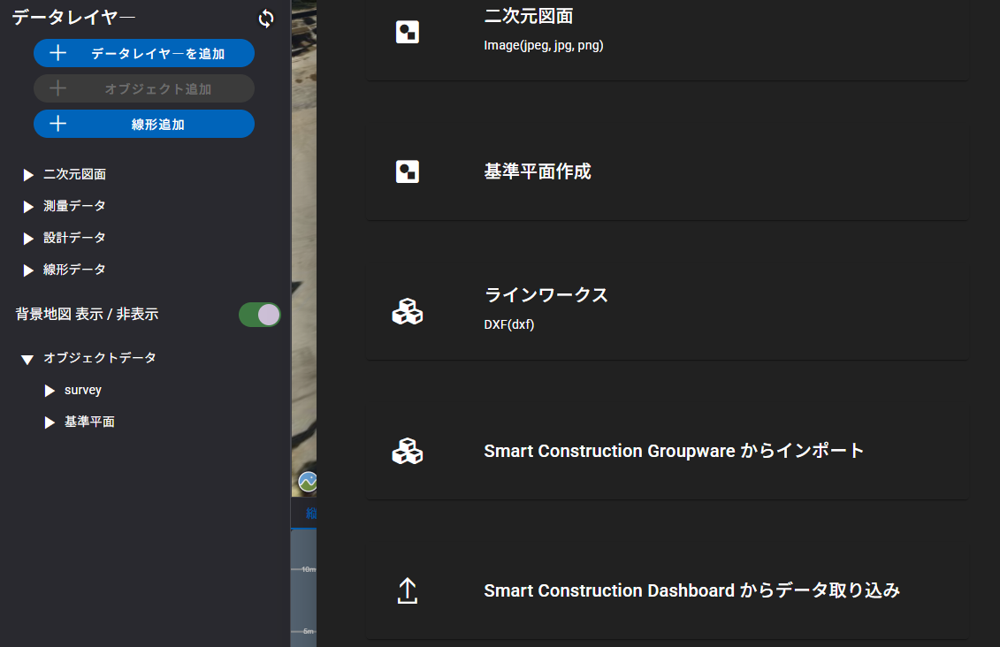 データレイヤー
データレイヤーを追加
オブジェクト追加
線形追加
二次元図面
測量データ
設計データ
線形データ
背景地図 表示 / 非表示
オブジェクトデータ
survey
基準平面
縦
10m
5m
二次元図面
Image(jpeg, jpg, png)
基準平面作成
ラインワークス
DXF(dxf)
Smart Construction Groupware からインポート
Smart Construction Dashboard からデータ取り込み